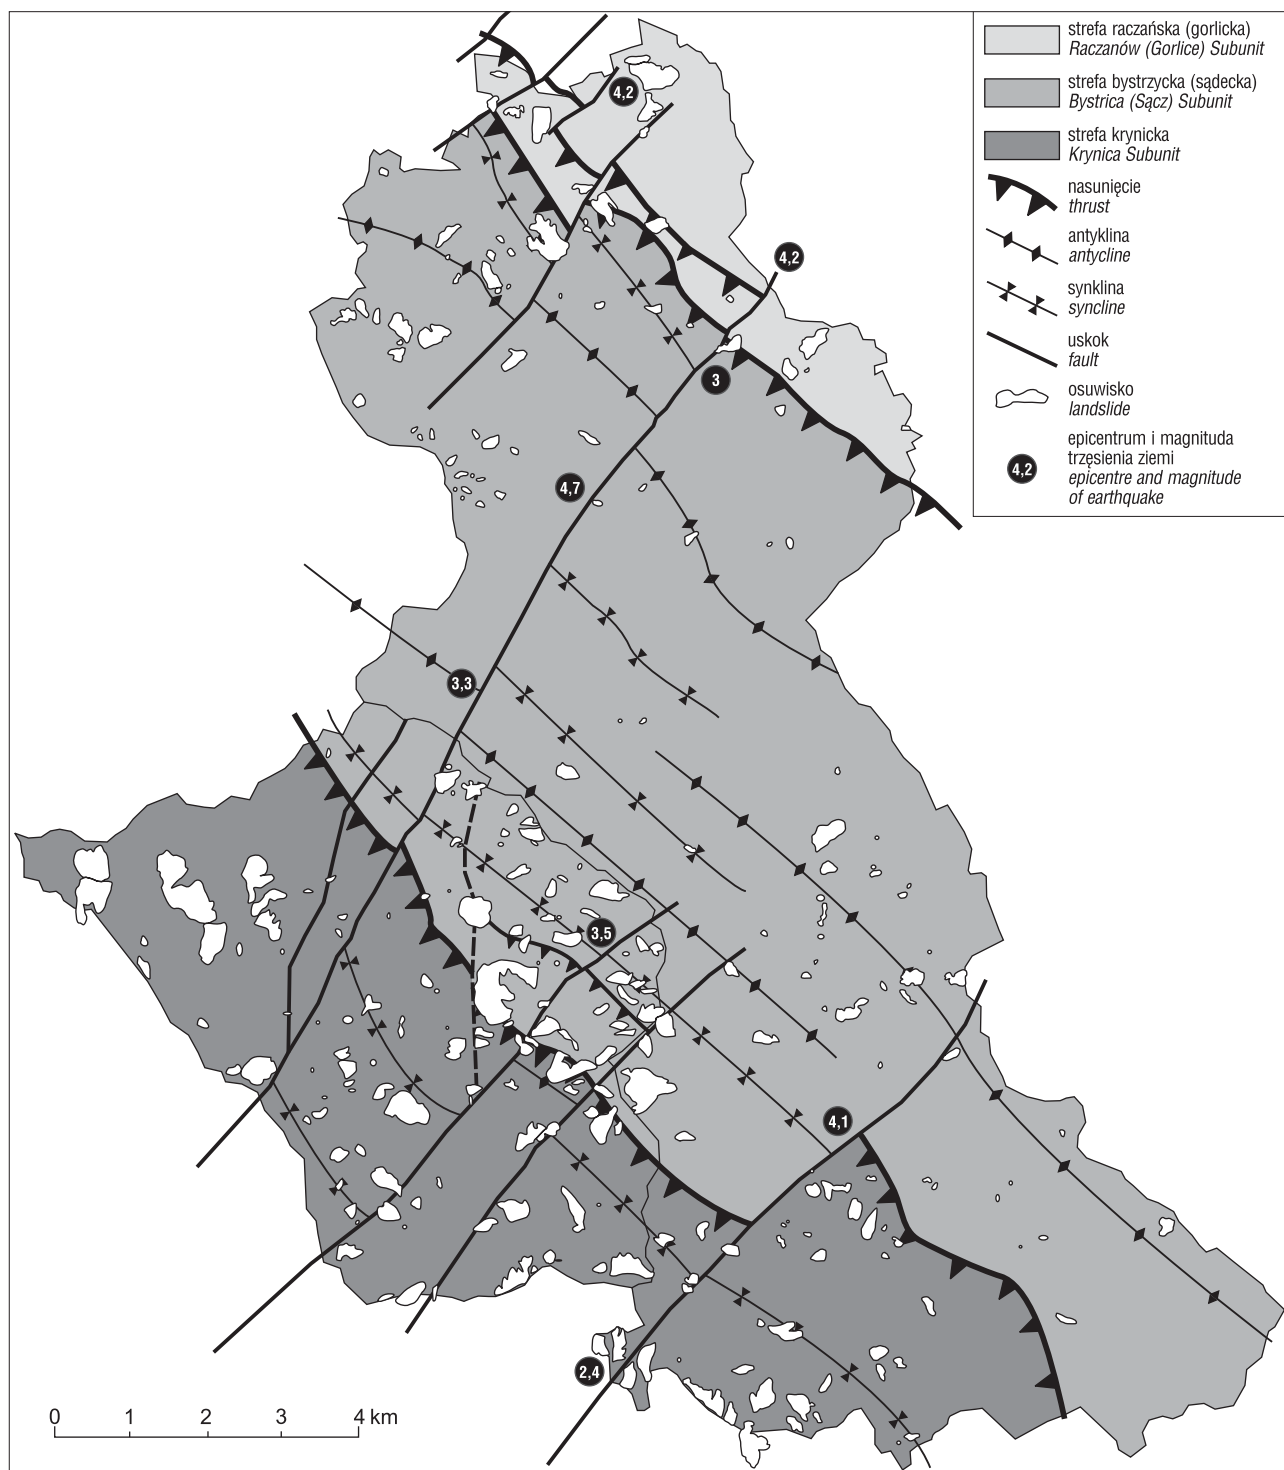 strefa raczańska (gorlicka)
Raczanów (Gorlice) Subunit
strefa bystrzycka (sądecka)
Bystrica (Sącz) Subunit
strefa krynicka
Krynica Subunit
nasunięcie
thrust
antyklina
antycline
synklina
syncline
uskok
fault
osuwisko
landslide
4,2
epicentrum i magnituda
trzęsienia ziemi
epicentre and magnitude
of earthquake
4,2
4,2
3
4,7
3,3
3,5
4,1
2,4
0 1 2 3 4 km